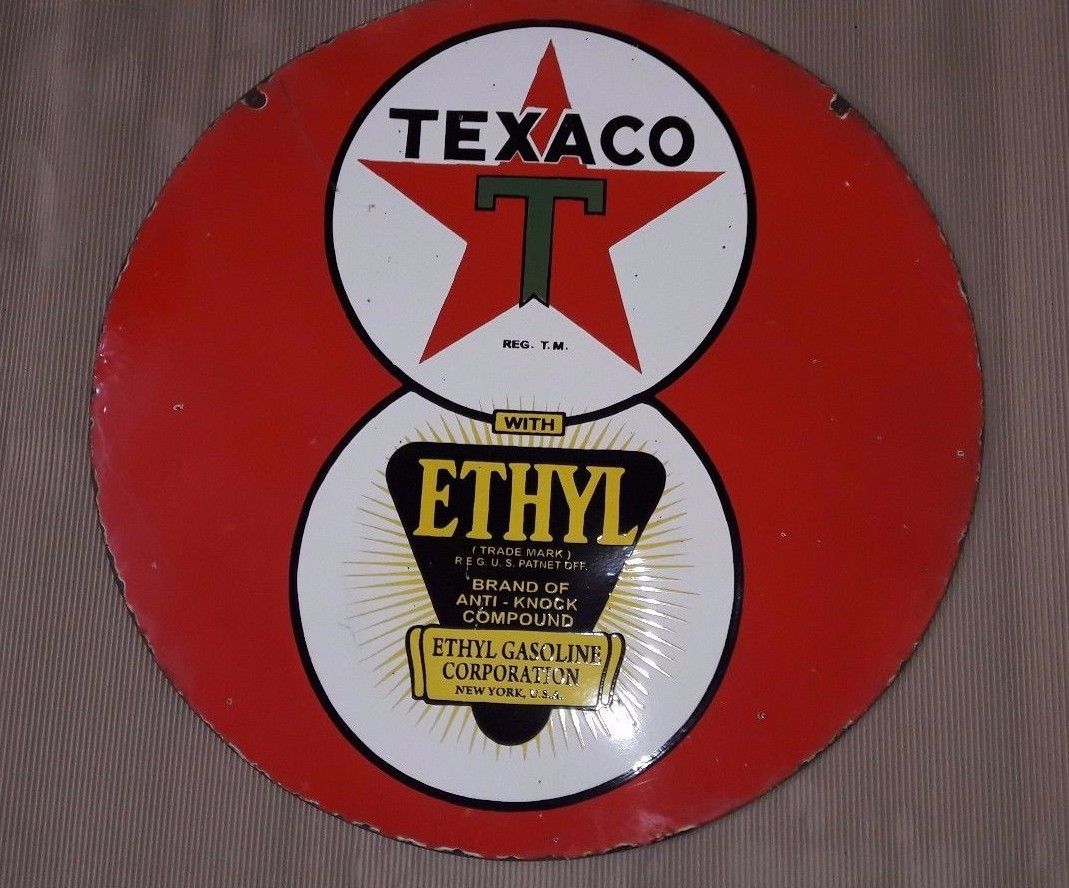 TEXACO
T
REG. T.M.
WITH
ETHYL
( TRADE MARK )
REG. U. S. PATNET OFF.
BRAND OF
ANTI - KNOCK
COMPOUND
ETHYL GASOLINE
CORPORATION
NEW YORK, U.S.A.